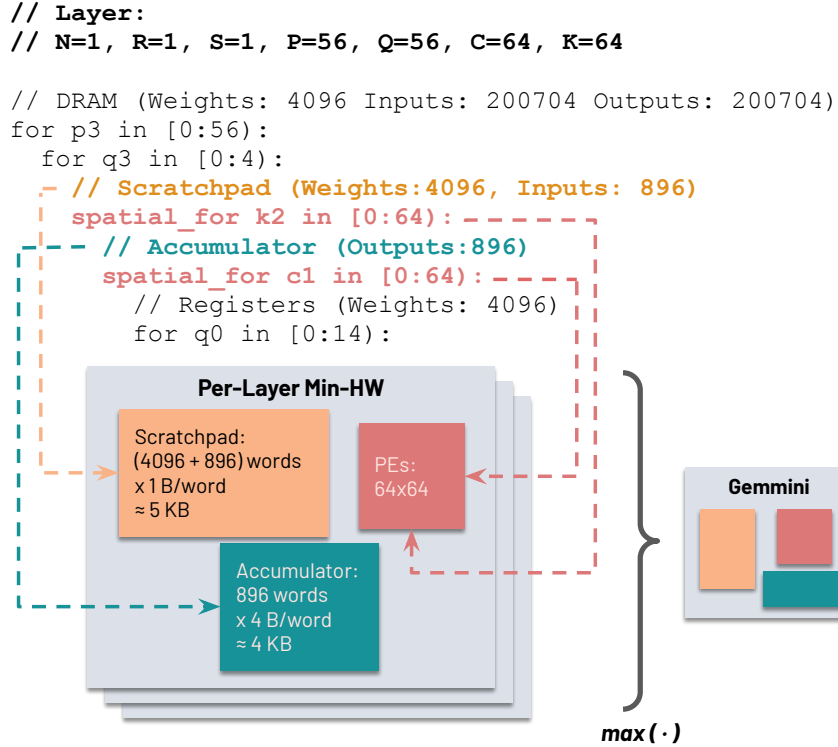 // Layer:
// N=1, R=1, S=1, P=56, Q=56, C=64, K=64
// DRAM (Weights: 4096 Inputs: 200704 Outputs: 200704)
for p3 in [0:56):
for q3 in [0:4):
// Scratchpad (Weights:4096, Inputs: 896)
spatial_for k2 in [0:64):
// Accumulator (Outputs:896)
spatial_for c1 in [0:64):
// Registers (Weights: 4096)
for q0 in [0:14):
Per-Layer Min-HW
Scratchpad:
(4096 + 896) words
x 1 B/word
≈ 5 KB
PEs:
64x64
Accumulator:
896 words
x 4 B/word
≈ 4 KB
Gemmini
max(·)